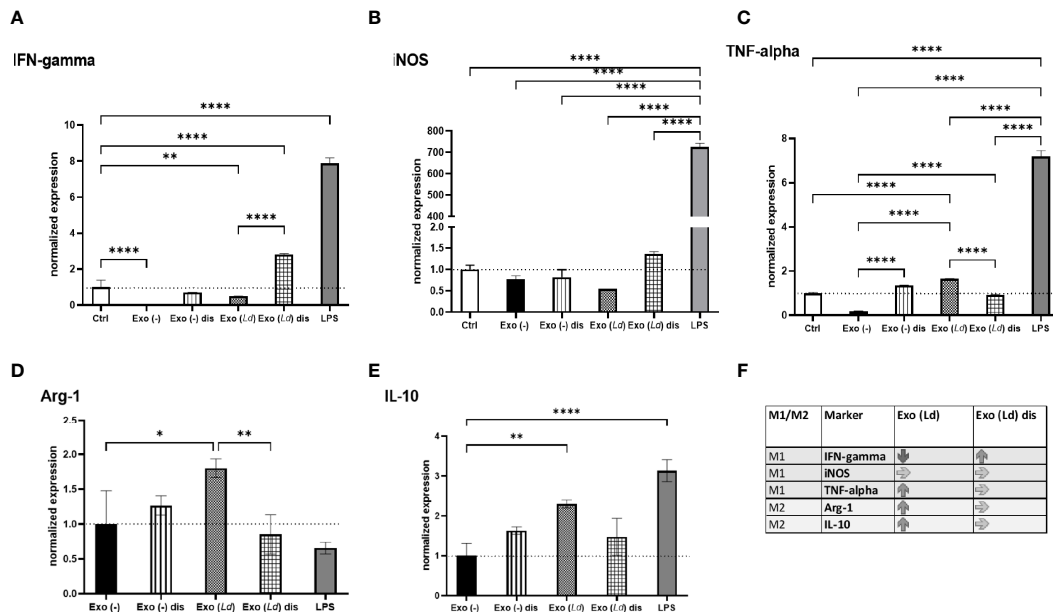 A
IFN-gamma
normalized expression
10
8
6
4
2
0
****
****
**
****
****
Ctrl Exo (-) Exo (-) dis Exo (Ld) Exo (Ld) dis LPS
B
iNOS
normalized expression
800
700
600
500
400
2.0
1.5
1.0
0.5
0.0
****
****
****
****
****
Ctrl Exo (-) Exo (-) dis Exo (Ld) Exo (Ld) dis LPS
C
TNF-alpha
normalized expression
8
6
4
2
0
****
****
****
****
****
****
****
****
****
Ctrl Exo (-) Exo (-) dis Exo (Ld) Exo (Ld) dis LPS
D
Arg-1
normalized expression
2.5
2.0
1.5
1.0
0.5
0.0
*
**
Exo (-) Exo (-) dis Exo (Ld) Exo (Ld) dis LPS
E
IL-10
normalized expression
4
3
2
1
0
****
**
Exo (-) Exo (-) dis Exo (Ld) Exo (Ld) dis LPS
F
M1/M2 Marker Exo (Ld) Exo (Ld) dis
M1 IFN-gamma
M1 iNOS
M1 TNF-alpha
M2 Arg-1
M2 IL-10